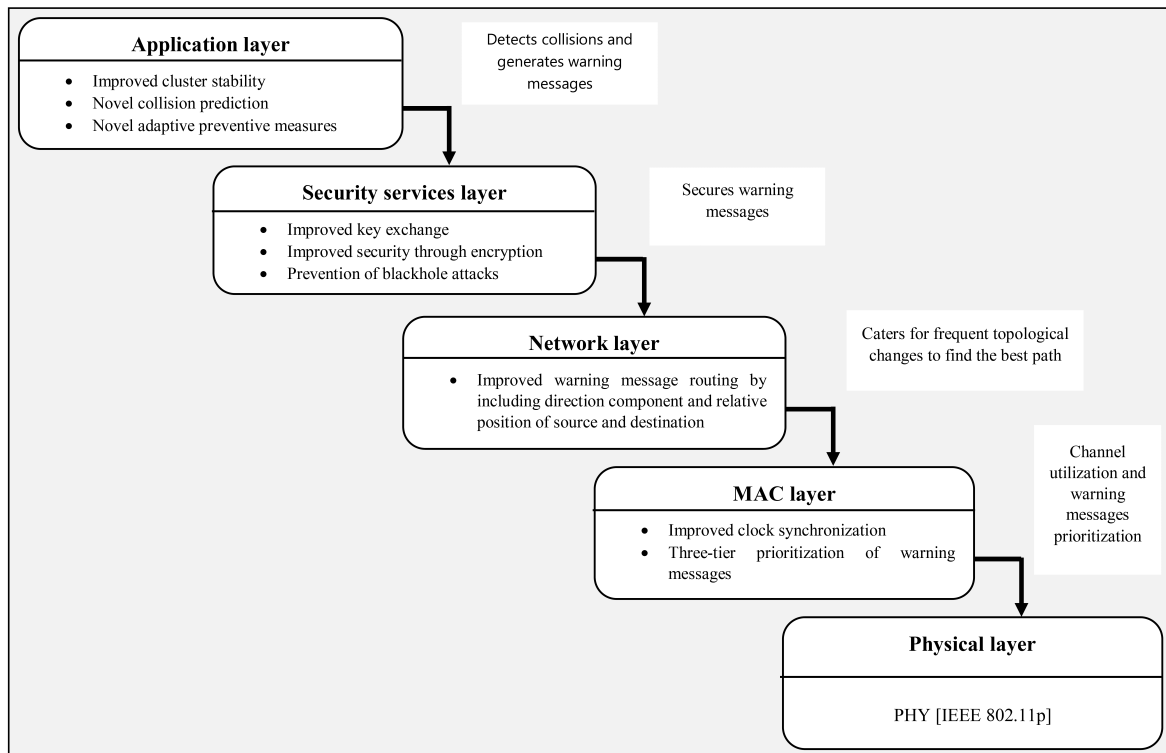 Application layer
• Improved cluster stability
• Novel collision prediction
• Novel adaptive preventive measures
Detects collisions and
generates warning
messages
Security services layer
• Improved key exchange
• Improved security through encryption
• Prevention of blackhole attacks
Secures warning
messages
Network layer
• Improved warning message routing by
including direction component and relative
position of source and destination
Caters for frequent topological
changes to find the best path
MAC layer
• Improved clock synchronization
• Three-tier prioritization of warning
messages
Channel
utilization and
warning
messages
prioritization
Physical layer
PHY [IEEE 802.11p]